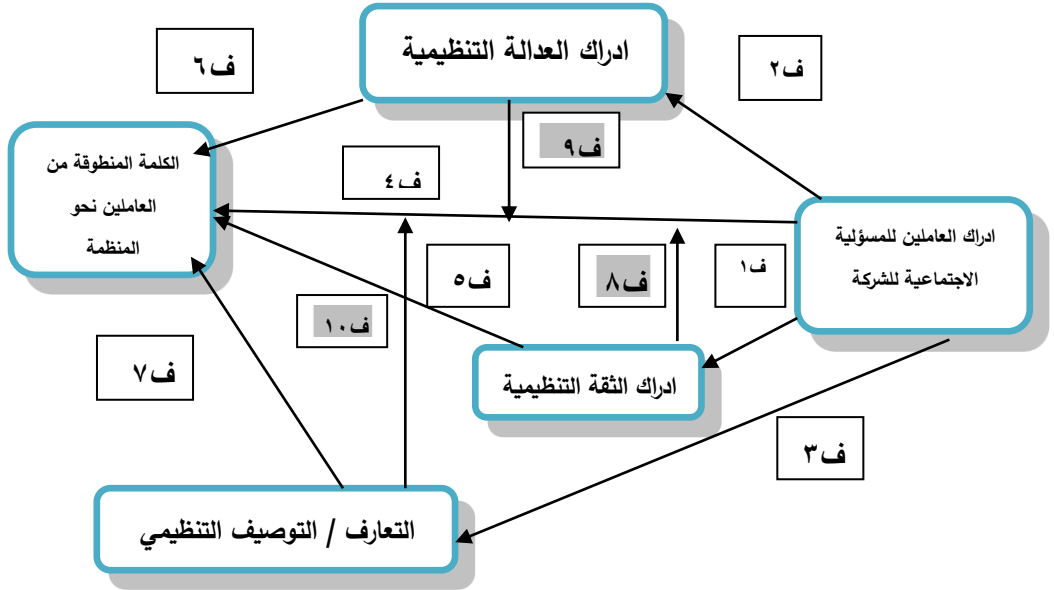 ادراك العدالة التنظيمية
ف٢
ف٦
ف٩
الكلمة المنطوقة من
العاملين نحو
المنظمة
ف٤
ادراك العاملين للمسؤلية
الاجتماعية للشركة
ف١
ف٨
ف٥
ف١٠
ادراك الثقة التنظيمية
ف٧
ف٣
التعارف / التوصيف التنظيمي